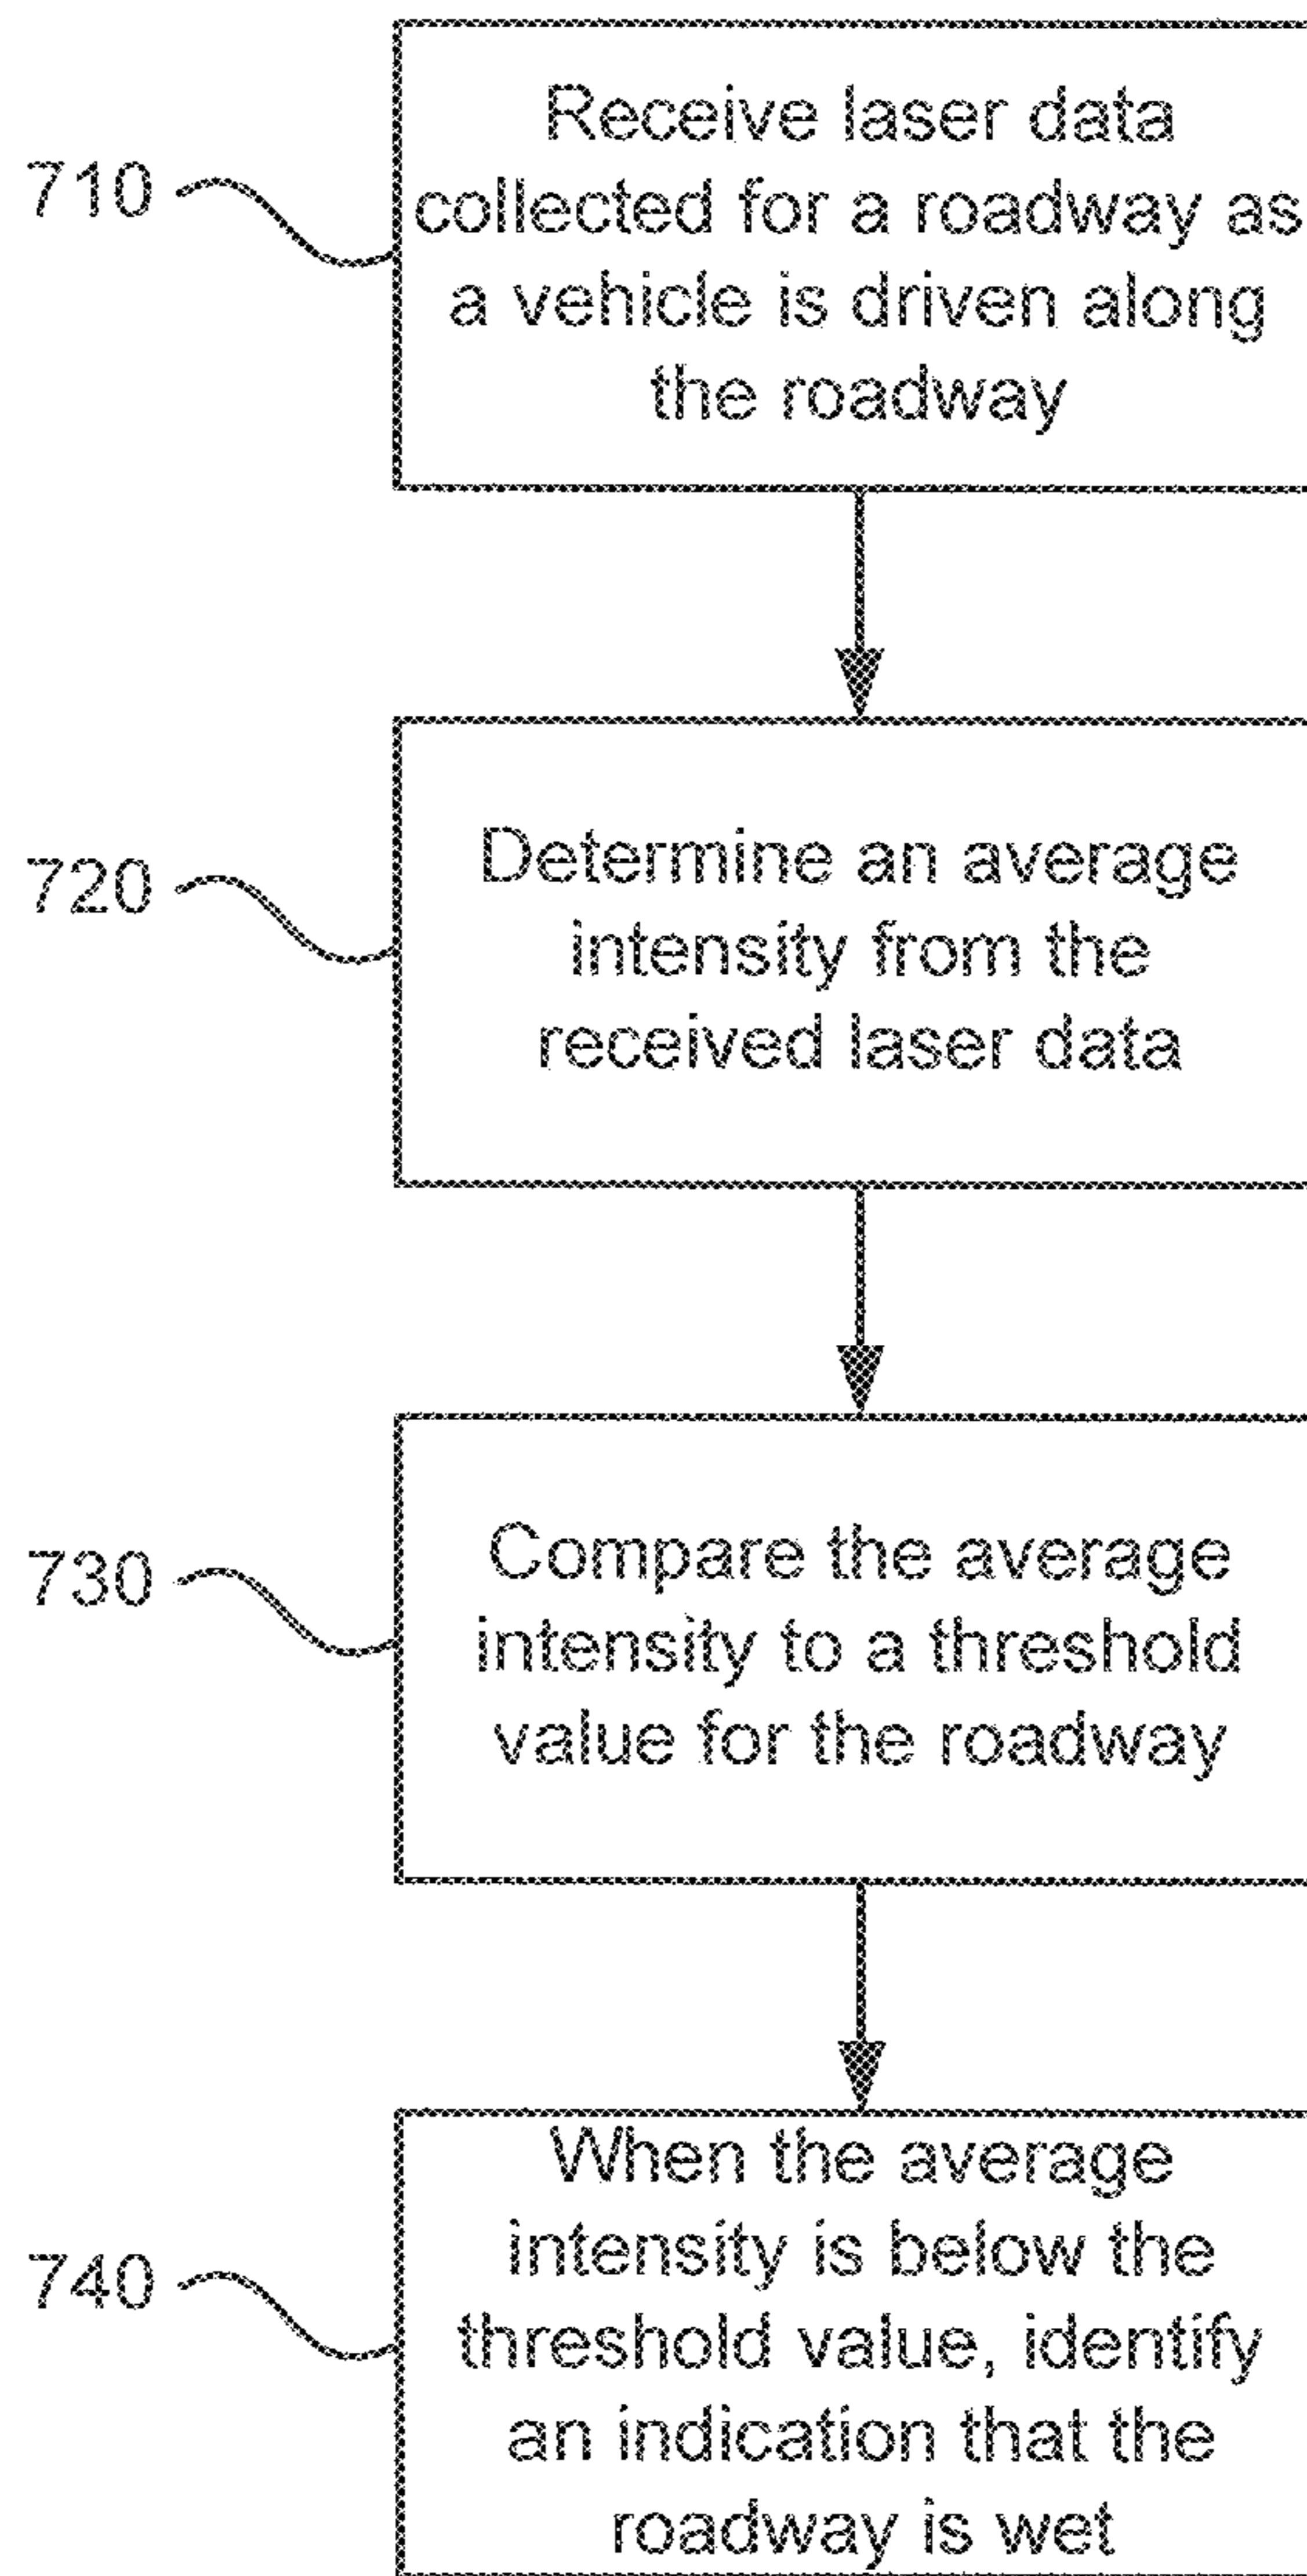 710
Receive laser data
collected for a roadway as
a vehicle is driven along
the roadway
720
Determine an average
intensity from the
received laser data
730
Compare the average
intensity to a threshold
value for the roadway
740
When the average
intensity is below the
threshold value, identify
an indication that the
roadway is wet